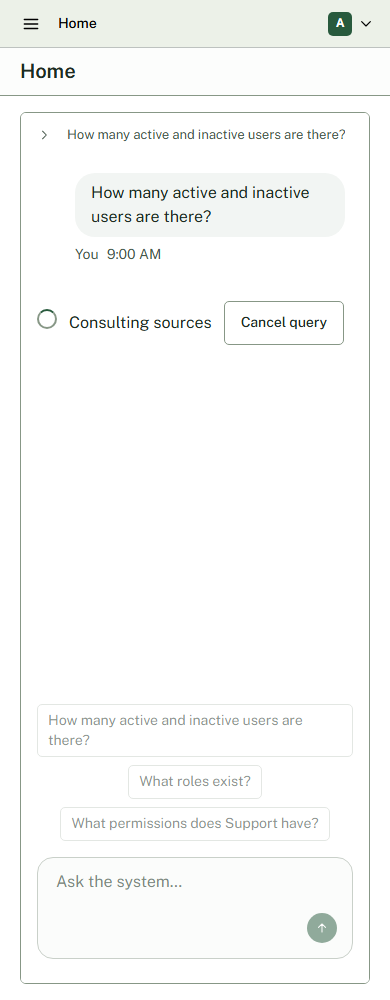 Home
A
Home
How many active and inactive users are there?
How many active and inactive
users are there?
You 9:00 AM
Consulting sources
Cancel query
How many active and inactive users are
there?
What roles exist?
What permissions does Support have?
Ask the system...